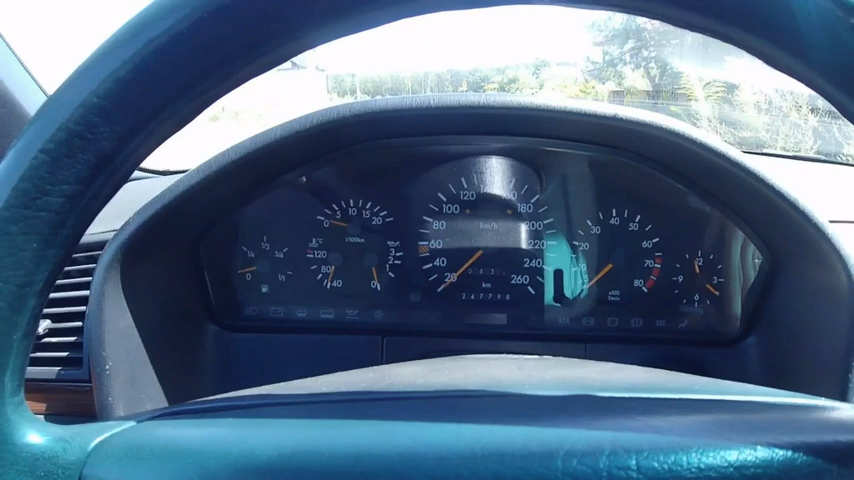 0 1/4 1/2 3/4 1/1
0 5 10 15 20
l/100km
°C
120
80
40
3
2
1
0
20 40 60 80 100 120 160 180 200 220 240 260
km/h
km
247798
20 30 40 50 60 70 80
x100
1/min
12
3
6
9